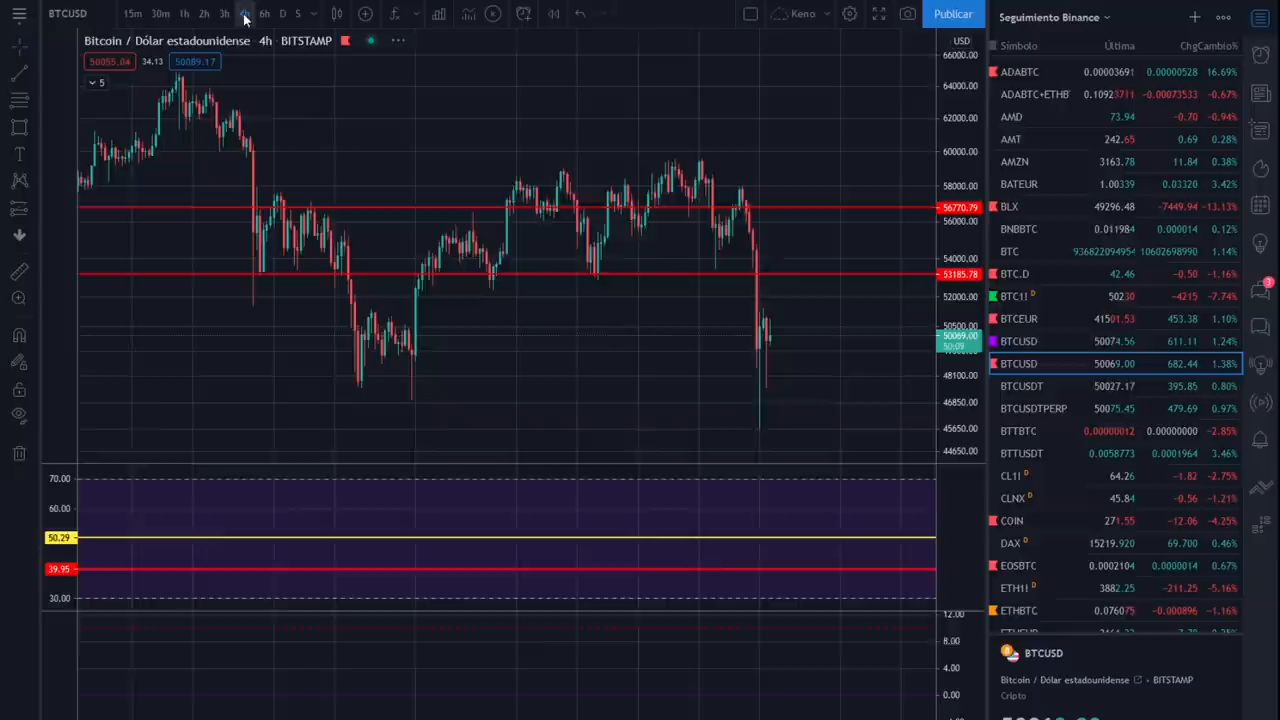 BTCUSD 15m 30m 1h 2h 3h 4h 6h D S Keno Publicar
Bitcoin / Dólar estadounidense · 4h · BITSTAMP
50055.04 34.13 50089.17
5
USD
66000.00
64000.00
62000.00
60000.00
58000.00
56770.79
56000.00
54000.00
53185.78
52000.00
50500.00
50069.00
50:09
48100.00
46850.00
45650.00
44650.00
70.00
60.00
50.29
39.95
30.00
12.00
8.00
4.00
0.00
Seguimiento Binance
Símbolo Última Chg Cambio%
ADABTC 0.00003691 0.00000528 16.69%
ADABTC+ETHB 0.10923711 -0.00073533 -0.67%
AMD 73.94 -0.70 -0.94%
AMT 242.65 0.69 0.28%
AMZN 3163.78 11.84 0.38%
BATEUR 1.00339 0.03320 3.42%
BLX 49296.48 -7449.94 -13.13%
BNBBTC 0.011984 0.000014 0.12%
BTC 936822094954 10602698990 1.14%
BTC.D 42.46 -0.50 -1.16%
BTC1! D 50230 -4215 -7.74%
BTCEUR 41501.53 453.38 1.10%
BTCUSD 50074.56 611.11 1.24%
BTCUSD 50069.00 682.44 1.38%
BTCUSDT 50027.17 395.85 0.80%
BTCUSDTPERP 50075.45 479.69 0.97%
BTTBTC 0.00000012 0.00000000 -2.85%
BTTUSDT 0.0058773 0.0001964 3.46%
CL1! D 64.26 -1.82 -2.75%
CLNX D 45.84 -0.56 -1.21%
COIN 271.55 -12.06 -4.25%
DAX D 15219.920 69.700 0.46%
EOSBTC 0.0002104 0.0000014 0.67%
ETH1! D 3882.25 -211.25 -5.16%
ETHBTC 0.076075 -0.000896 -1.16%
3
BTCUSD
Bitcoin / Dólar estadounidense · BITSTAMP
Cripto